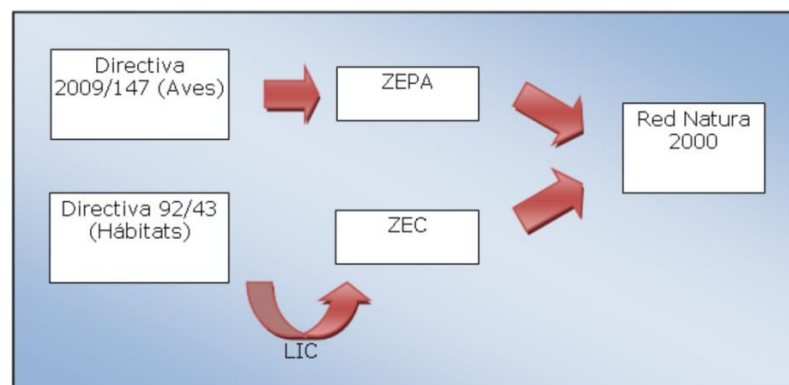 Directiva
2009/147 (Aves)
ZEPA
Red Natura
2000
Directiva 92/43
(Hábitats)
ZEC
LIC